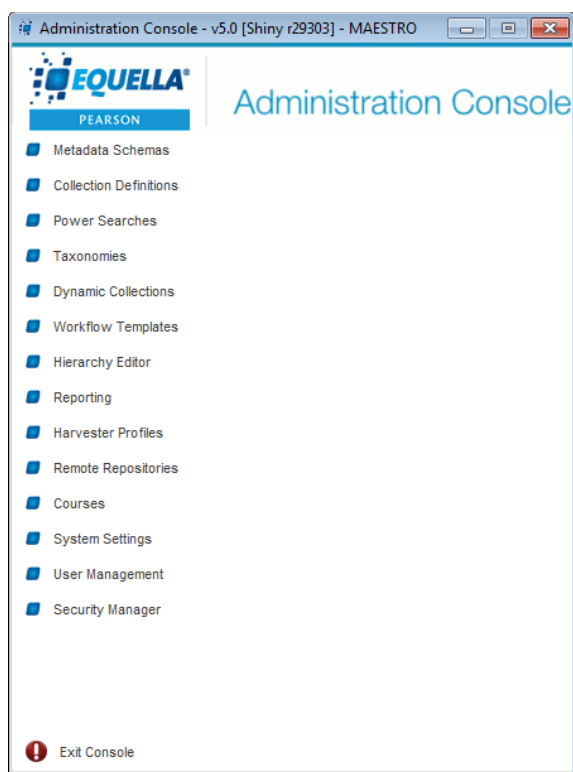 Administration Console - v5.0 [Shiny r29303] - MAESTRO
EQUELLA®
PEARSON
Administration Console
Metadata Schemas
Collection Definitions
Power Searches
Taxonomies
Dynamic Collections
Workflow Templates
Hierarchy Editor
Reporting
Harvester Profiles
Remote Repositories
Courses
System Settings
User Management
Security Manager
Exit Console